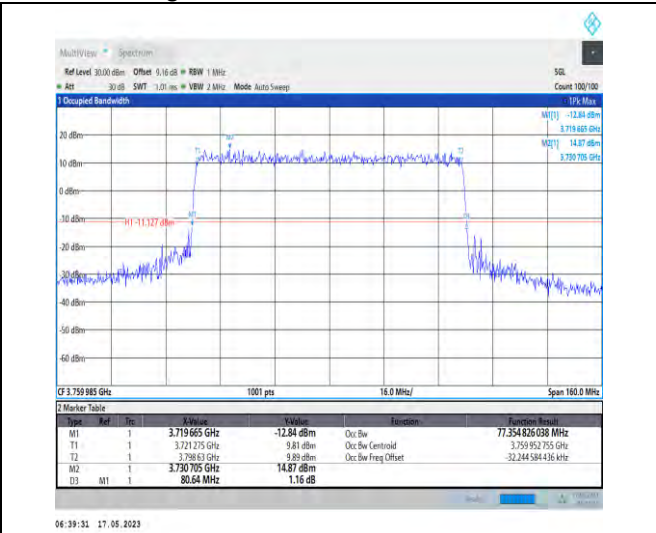 MultiView Spectrum
Ref Level 30.00 dBm Offset 9.16 dB RBW 1 MHz SGL
Att 30 dB SWT 1.01 ms VBW 2 MHz Mode Auto Sweep Count 100/100
1 Occupied Bandwidth 1Pk Max
M1[1] -12.84 dBm
3.719 665 GHz
M2[1] 14.87 dBm
3.730 705 GHz
20 dBm
10 dBm
0 dBm
-10 dBm
H1 -11.127 dBm
-20 dBm
-30 dBm
-40 dBm
-50 dBm
-60 dBm
T1
M2
T2
M1
CF 3.759 985 GHz 1001 pts 16.0 MHz/ Span 160.0 MHz
2 Marker Table
Type Ref Trc X-Value Y-Value Function Function Result
M1 1 3.719 665 GHz -12.84 dBm Occ Bw 77.354 826 038 MHz
T1 1 3.721 275 GHz 9.81 dBm Occ Bw Centroid 3.759 952 755 GHz
T2 1 3.798 63 GHz 9.89 dBm Occ Bw Freq Offset -32.244 584 436 kHz
M2 1 3.730 705 GHz 14.87 dBm
D3 M1 1 80.64 MHz 1.16 dB
06:39:31 17.05.2023